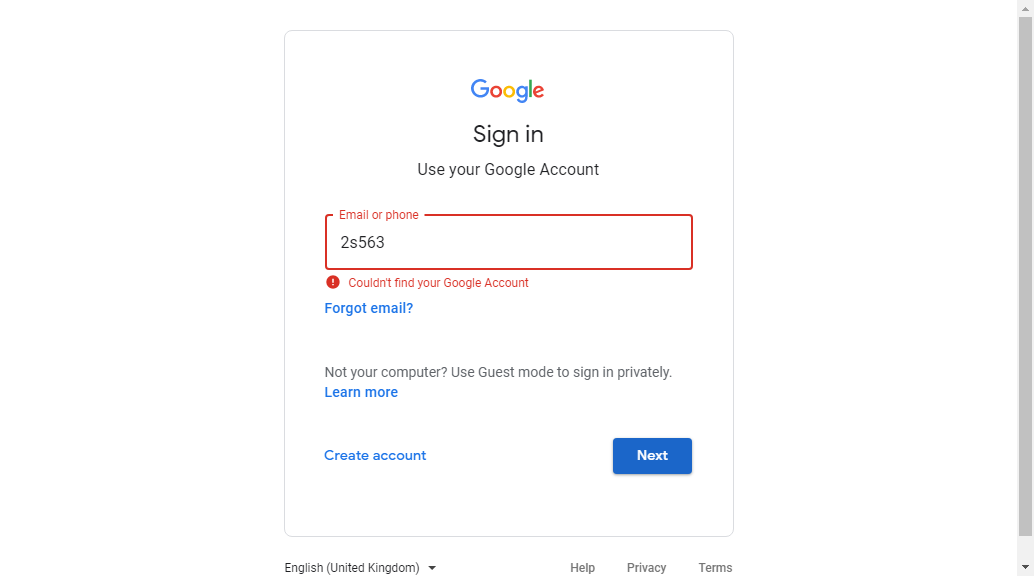 Google
Sign in
Use your Google Account
Email or phone
2s563
Couldn't find your Google Account
Forgot email?
Not your computer? Use Guest mode to sign in privately.
Learn more
Create account
Next
English (United Kingdom)
Help
Privacy
Terms